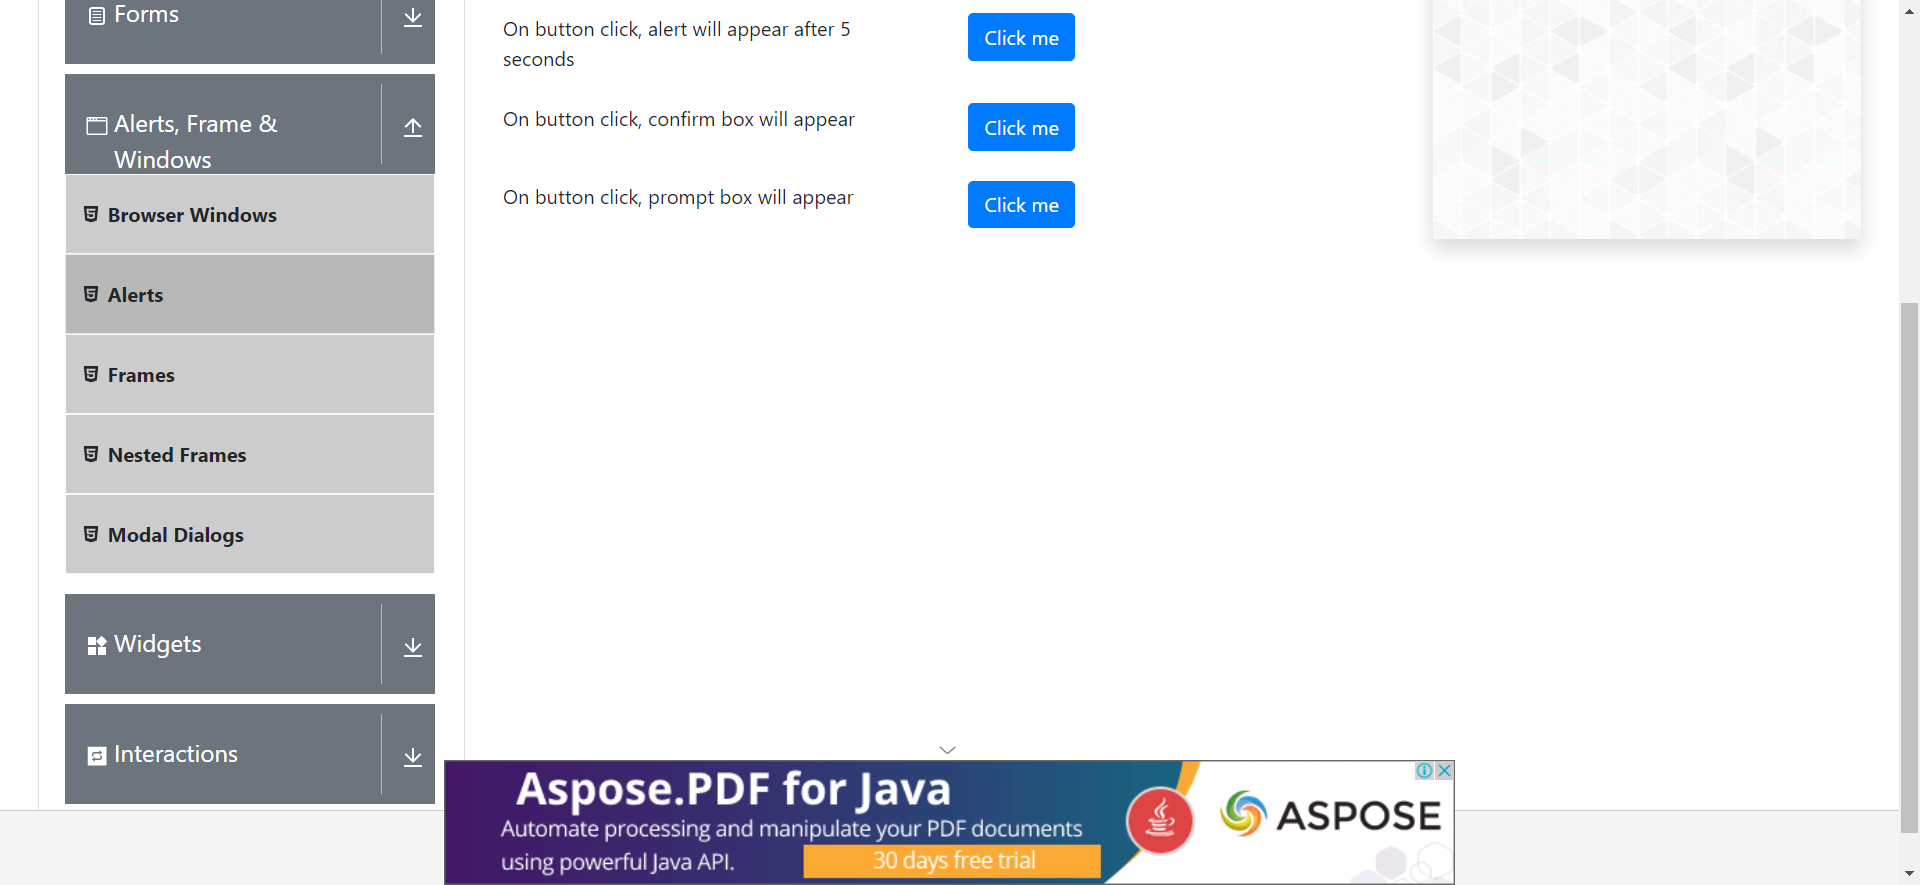 Forms
Alerts, Frame &
Windows
Browser Windows
Alerts
Frames
Nested Frames
Modal Dialogs
Widgets
Interactions
On button click, alert will appear after 5
seconds
Click me
On button click, confirm box will appear
Click me
On button click, prompt box will appear
Click me
Aspose.PDF for Java
Automate processing and manipulate your PDF documents
using powerful Java API.
30 days free trial
ASPOSE